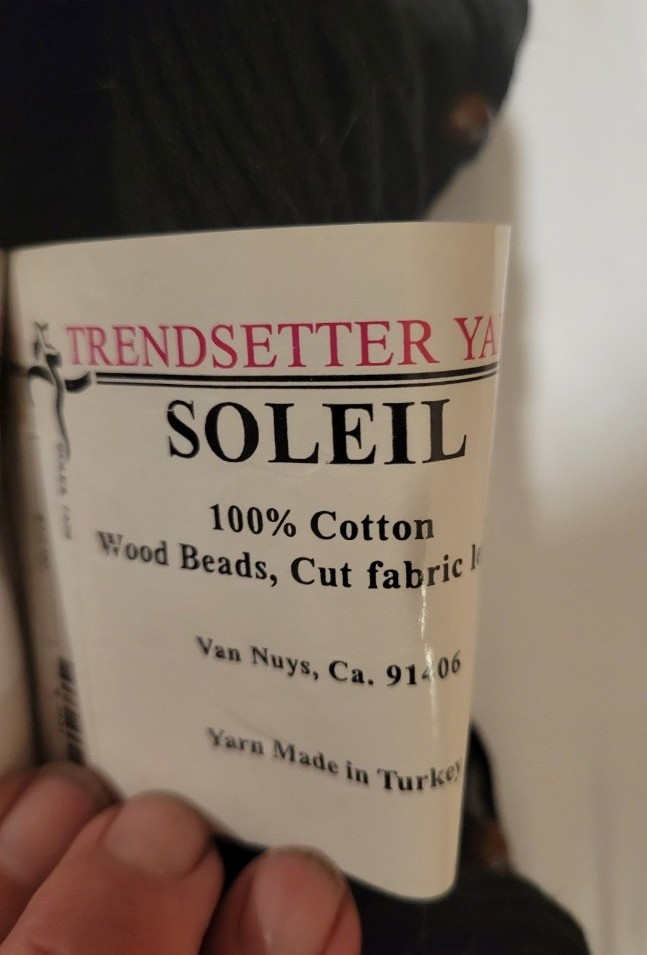 TRENDSETTER YA
SOLEIL
100% Cotton
Wood Beads, Cut fabric
Van Nuys, Ca. 91406
Yarn Made in Turkey